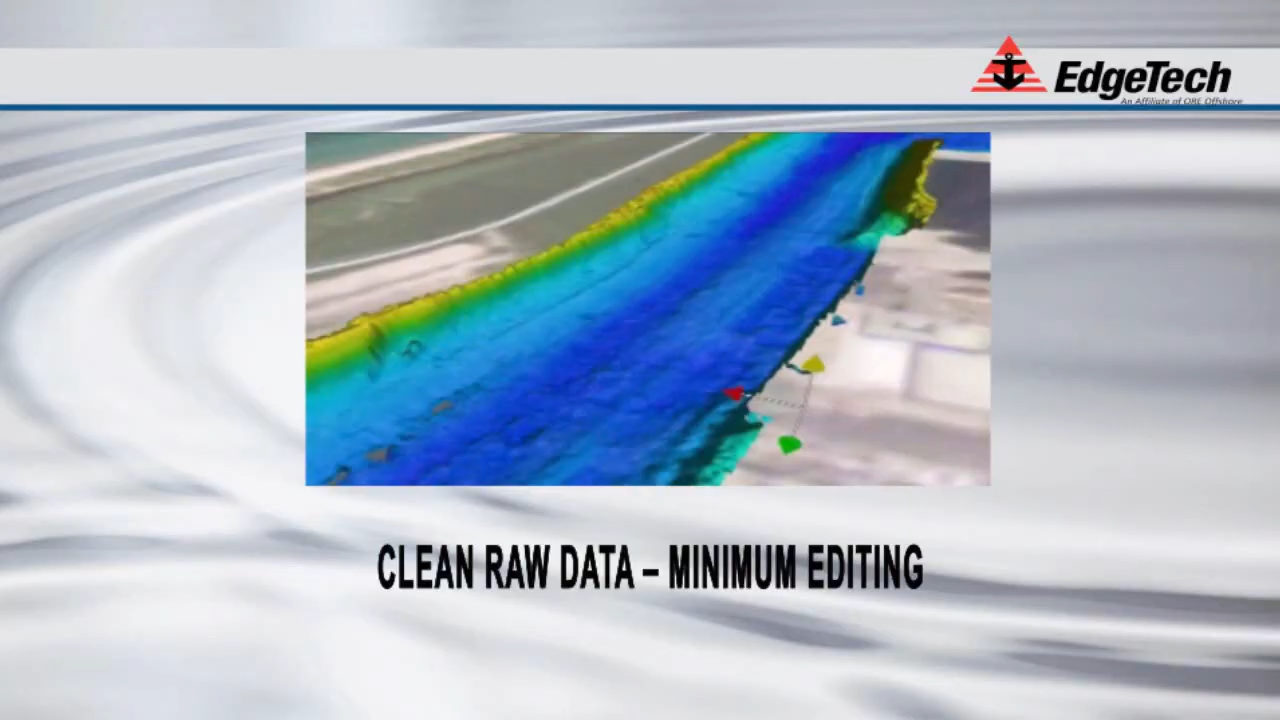 EdgeTech
An Affiliate of ORE Offshore
CLEAN RAW DATA – MINIMUM EDITING